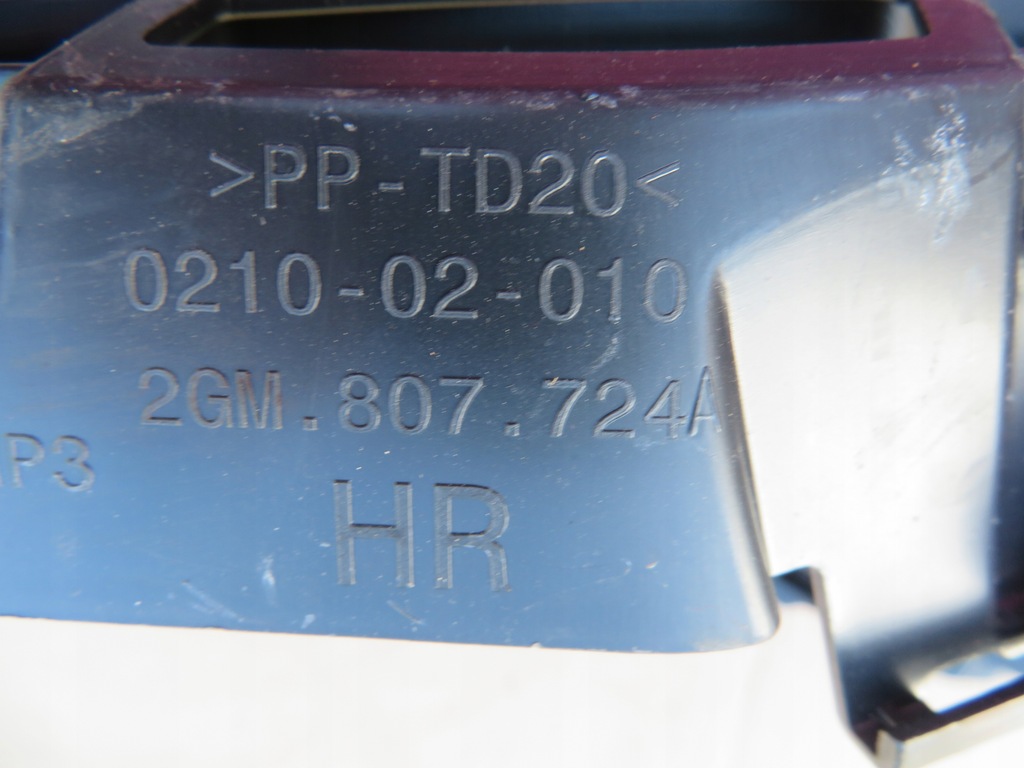 >PP-TD20<
0210-02-010
2GM.807.724A
P3
HR